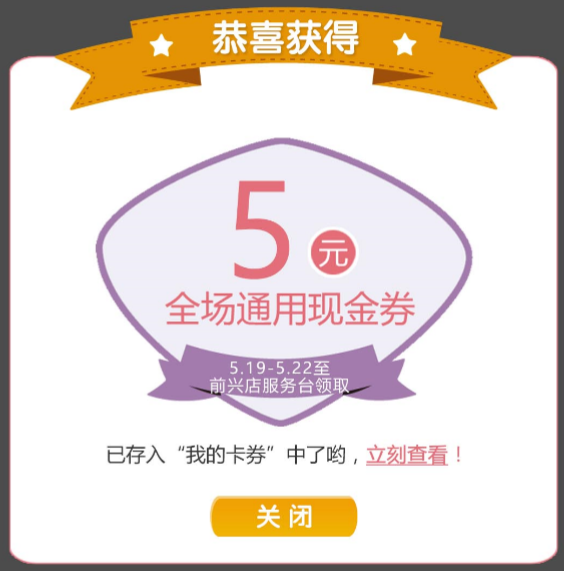 恭喜获得
5元
全场通用现金券
5.19-5.22至
前兴店服务台领取
已存入“我的卡券”中了哟，立刻查看！
关闭